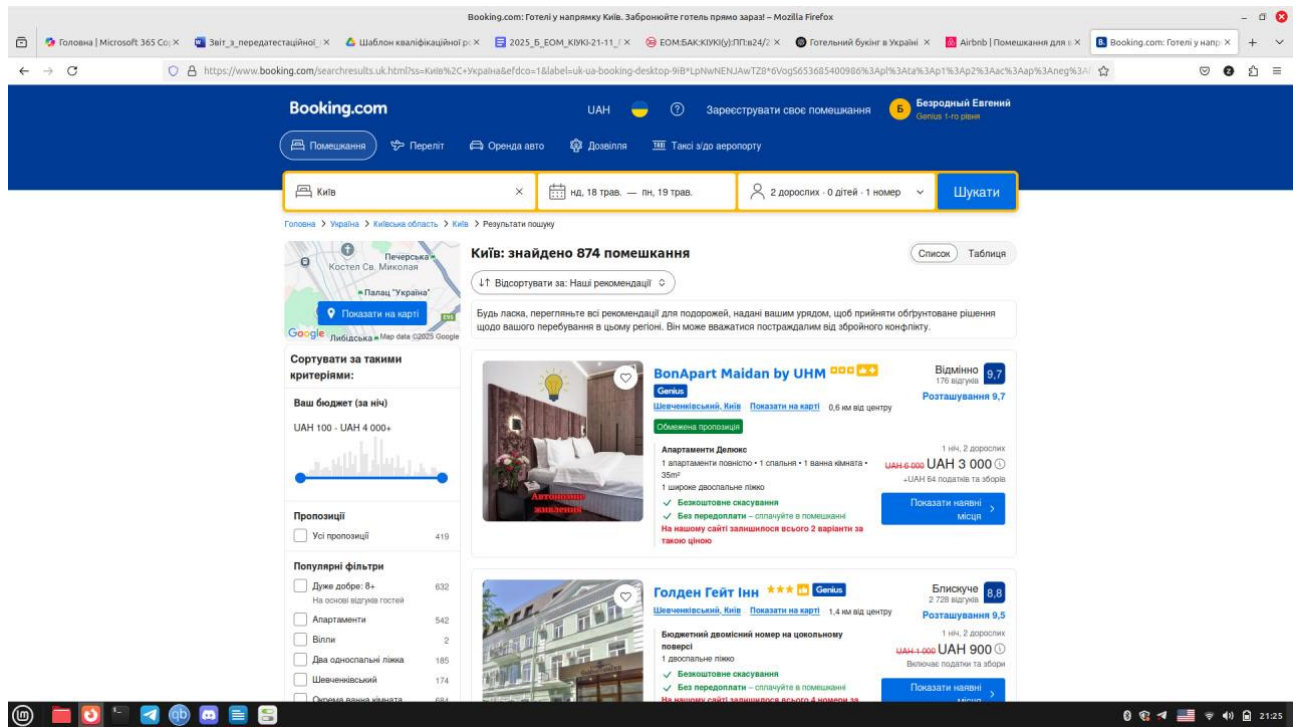 Booking.com: Готелі у напрямку Київ. Забронюйте готель прямо зараз! – Mozilla Firefox
Головна | Microsoft 365 Co
Звіт_з_передатестаційної_
Шаблон кваліфікаційної р
2025_Б_ЕОМ_КІУКІ-21-11_
ЕОМ:БАК:КІУКІ(у):ПП:в24/2
Готельний букінг в Україні
Airbnb | Помешкання для
Booking.com: Готелі у напр
https://www.booking.com/searchresults.uk.html?ss=Київ%2C+Україна&efdco=1&label=uk-ua-booking-desktop-
Booking.com
UAH
Зареєструвати своє помешкання
Б
Безродный Евгений
Genius 1-го рівня
Помешкання
Переліт
Оренда авто
Дозвілля
Таксі з/до аеропорту
Київ
нд, 18 трав. — пн, 19 трав.
2 дорослих · 0 дітей · 1 номер
Шукати
Головна > Україна > Київська область > Київ > Результати пошуку
Печерська
Костел Св. Миколая
Палац "Україна"
Показати на карті
Google
Либідська
Map data ©2025 Google
Київ: знайдено 874 помешкання
Список
Таблиця
Відсортувати за: Наші рекомендації
Будь ласка, перегляньте всі рекомендації для подорожей, надані вашим урядом, щоб прийняти обґрунтоване рішення
щодо вашого перебування в цьому регіоні. Він може вважатися постраждалим від збройного конфлікту.
Сортувати за такими
критеріями:
Ваш бюджет (за ніч)
UAH 100 - UAH 4 000+
Пропозиції
Усі пропозиції 419
Популярні фільтри
Дуже добре: 8+ 632
На основі відгуків гостей
Апартаменти 542
Вілли 2
Два односпальні ліжка 185
Шевченківський 174
Окрема ванна кімната 684
Автономне
живлення
BonApart Maidan by UHM
Genius
Шевченківський, Київ Показати на карті 0,6 км від центру
Обмежена пропозиція
Апартаменти Делюкс
1 апартаменти повністю • 1 спальня • 1 ванна кімната •
35m²
1 широке двоспальне ліжко
Безкоштовне скасування
Без передоплати – сплачуйте в помешканні
На нашому сайті залишилося всього 2 варіанти за
такою ціною
Відмінно 9,7
176 відгуків
Розташування 9,7
1 ніч, 2 дорослих
UAH 6 000 UAH 3 000
+UAH 64 податків та зборів
Показати наявні
місця
Голден Гейт Інн
Genius
Шевченківський, Київ Показати на карті 1,4 км від центру
Бюджетний двомісний номер на цокольному
поверсі
1 двоспальне ліжко
Безкоштовне скасування
Без передоплати – сплачуйте в помешканні
На нашому сайті залишилося всього 4 номери за
Блискуче 8,8
2 728 відгуків
Розташування 9,5
1 ніч, 2 дорослих
UAH 1 000 UAH 900
Включає податки та збори
Показати наявні
місця
21:25